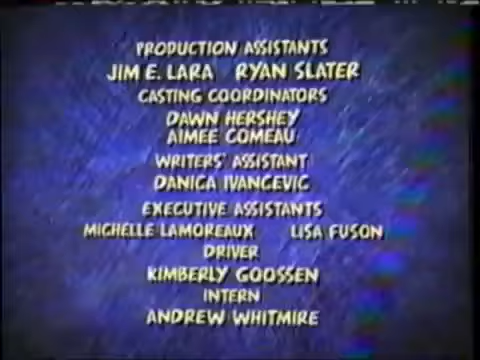 PRODUCTION ASSISTANTS
JIM E. LARA RYAN SLATER
CASTING COORDINATORS
DAWN HERSHEY
AIMEE COMEAU
WRITERS' ASSISTANT
DANICA IVANCEVIC
EXECUTIVE ASSISTANTS
MICHELLE LAMOREAUX LISA FUSON
DRIVER
KIMBERLY GOOSSEN
INTERN
ANDREW WHITMIRE